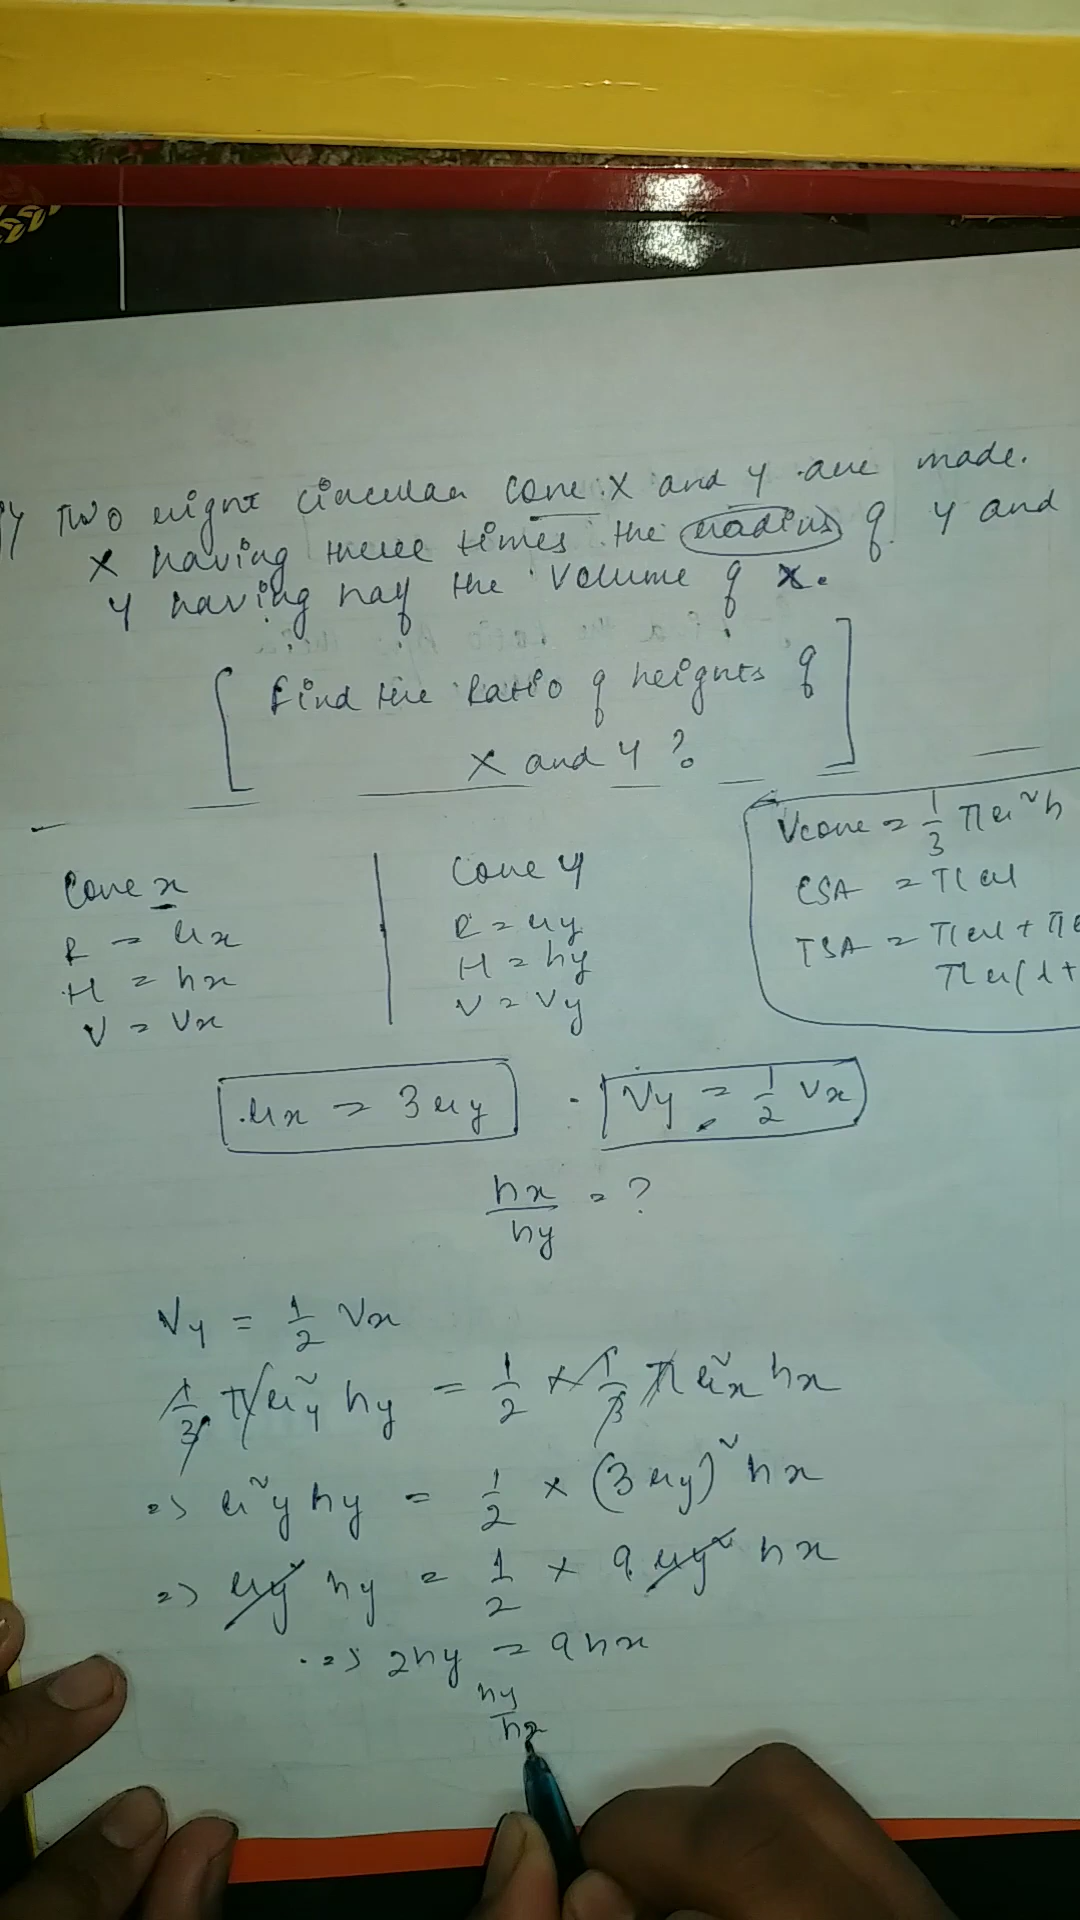 Two right circular cone X and Y are made.
X having three times the radius of Y and
Y having half the volume of X.
Find the Ratio of heights of
X and Y?
Cone x
R = rx
H = hx
V = Vx
Cone y
R = ry
H = hy
V = Vy
Vcone = 1/3 πr²h
CSA = πrl
TSA = πrl + π
πr(l+
rx = 3ry
Vy = 1/2 Vx
hx/hy = ?
Vy = 1/2 Vx
1/3 πr²y hy = 1/2 × 1/3 πr²x hx
=> r²y hy = 1/2 × (3ry)² hx
=> ry² hy = 1/2 × 9 ry² hx
=> 2hy = 9hx
hy/hx